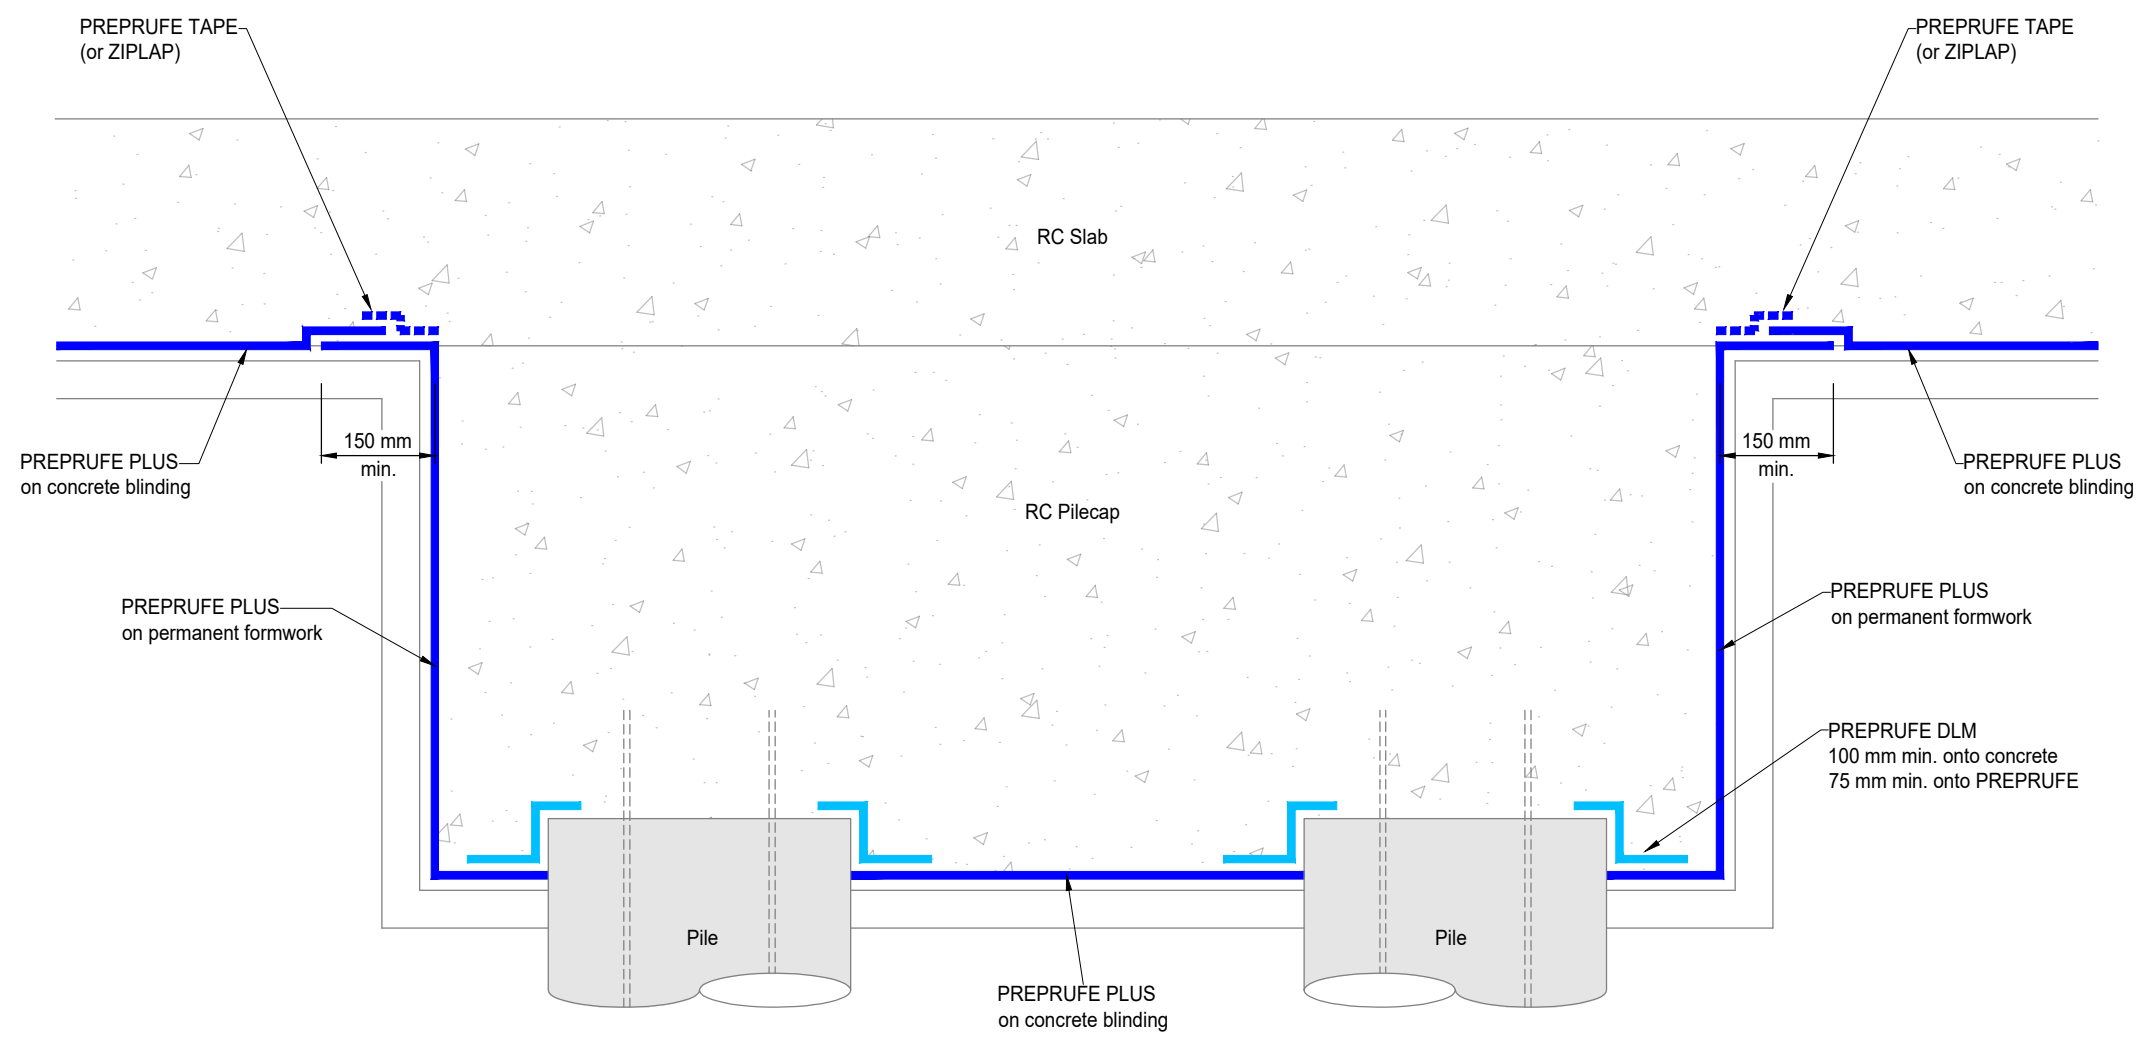 PREPRUFE TAPE
(or ZIPLAP)
PREPRUFE TAPE
(or ZIPLAP)
RC Slab
150 mm
min.
150 mm
min.
PREPRUFE PLUS
on concrete blinding
PREPRUFE PLUS
on concrete blinding
RC Pilecap
PREPRUFE PLUS
on permanent formwork
PREPRUFE PLUS
on permanent formwork
PREPRUFE DLM
100 mm min. onto concrete
75 mm min. onto PREPRUFE
Pile
Pile
PREPRUFE PLUS
on concrete blinding